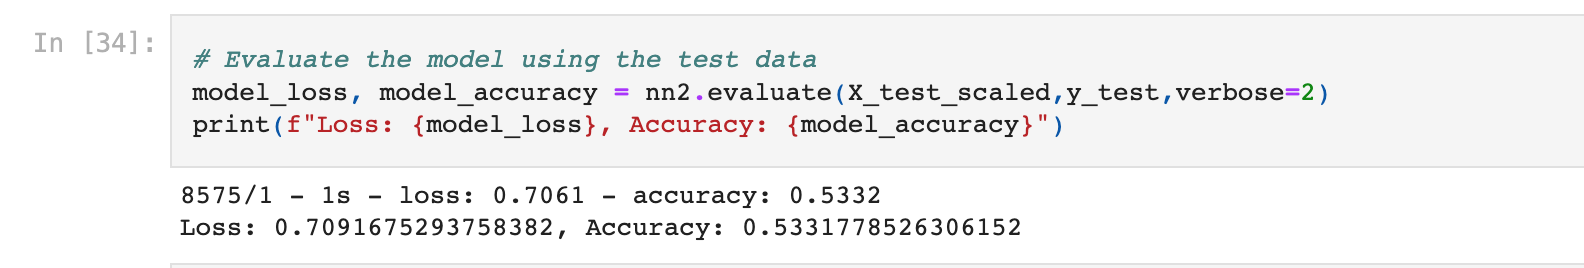 In [34]:
# Evaluate the model using the test data
model_loss, model_accuracy = nn2.evaluate(X_test_scaled,y_test,verbose=2)
print(f"Loss: {model_loss}, Accuracy: {model_accuracy}")
8575/1 - 1s - loss: 0.7061 - accuracy: 0.5332
Loss: 0.7091675293758382, Accuracy: 0.5331778526306152